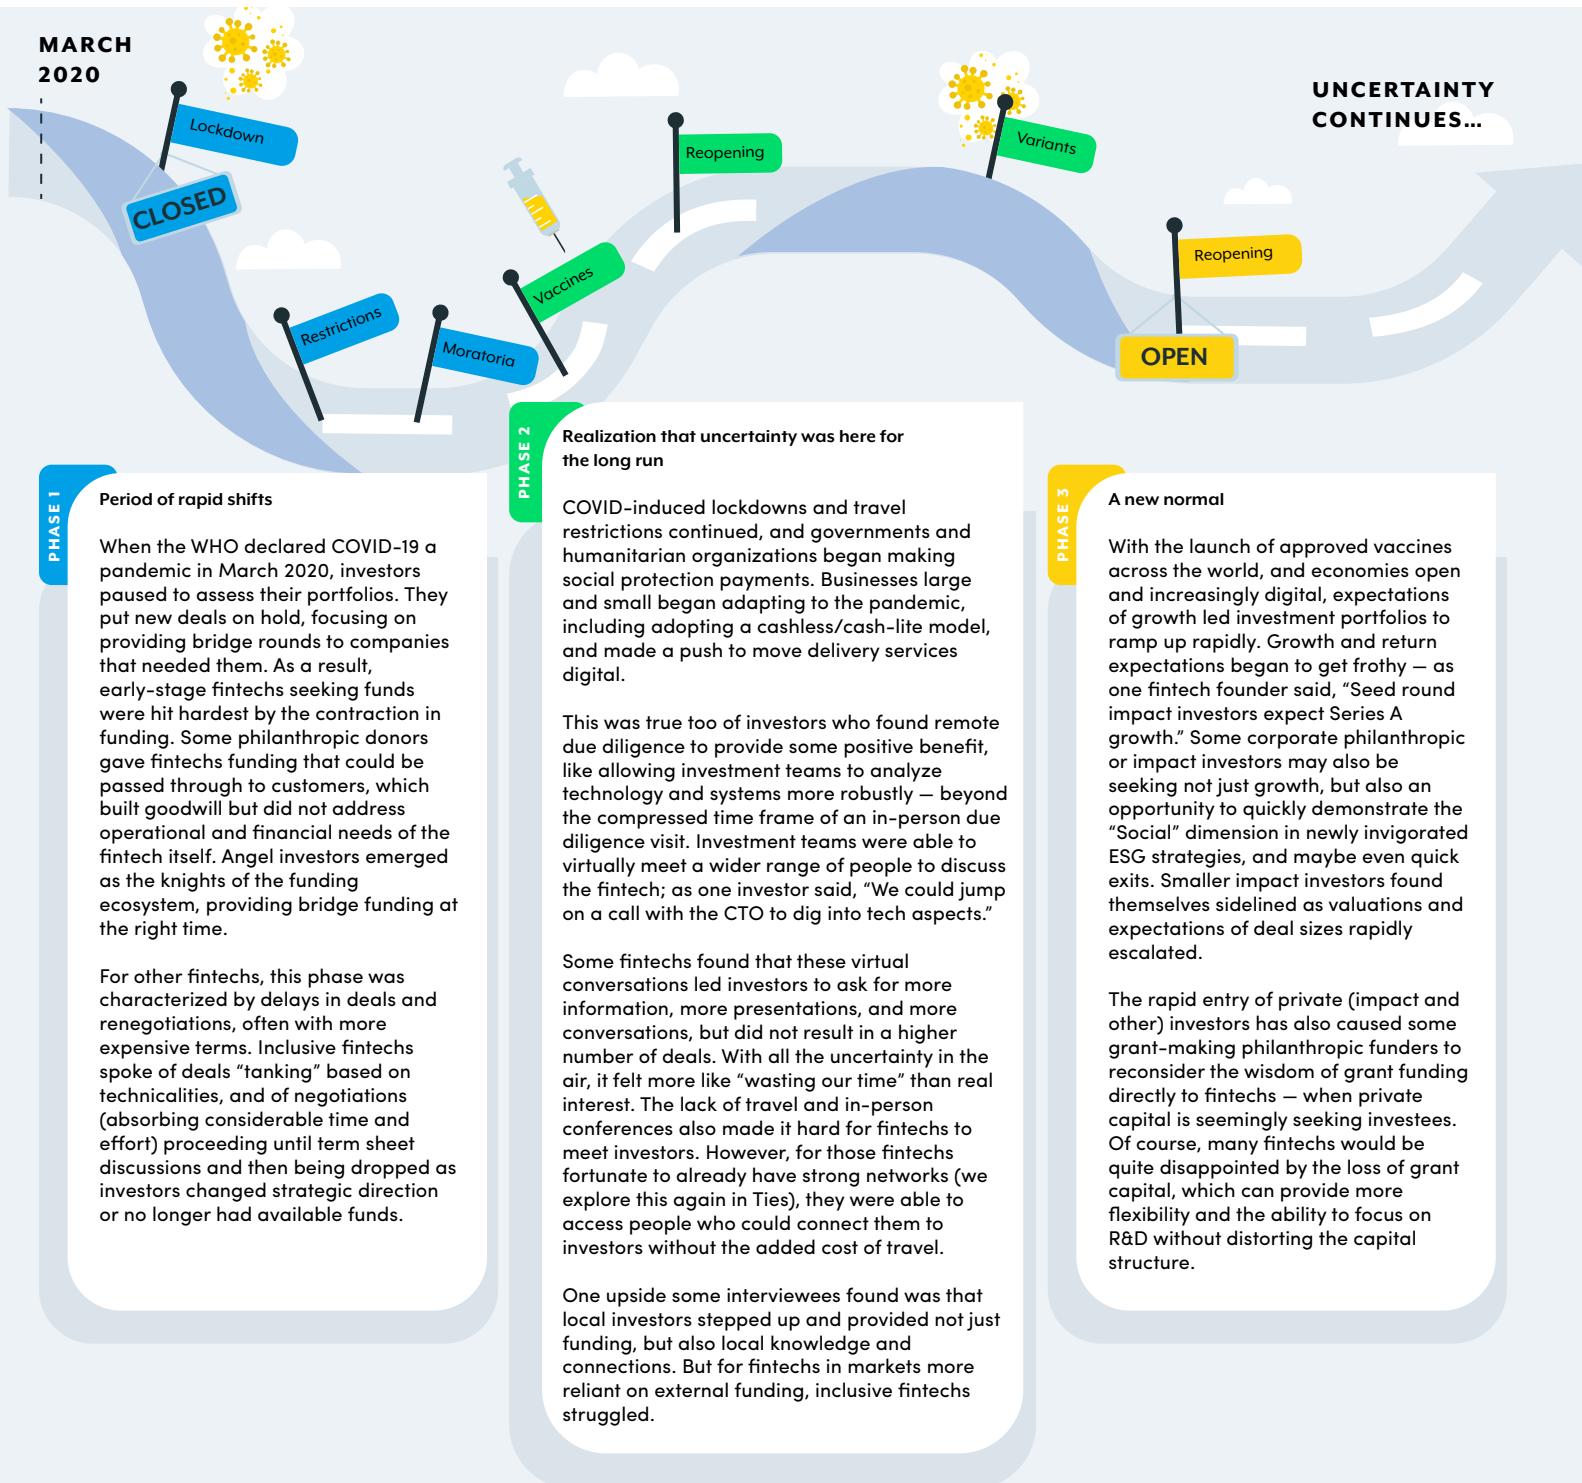 MARCH
2020
UNCERTAINTY
CONTINUES...
Lockdown
CLOSED
Restrictions
Moratoria
Vaccines
Reopening
Variants
Reopening
OPEN
PHASE 1
Period of rapid shifts
When the WHO declared COVID-19 a
pandemic in March 2020, investors
paused to assess their portfolios. They
put new deals on hold, focusing on
providing bridge rounds to companies
that needed them. As a result,
early-stage fintechs seeking funds
were hit hardest by the contraction in
funding. Some philanthropic donors
gave fintechs funding that could be
passed through to customers, which
built goodwill but did not address
operational and financial needs of the
fintech itself. Angel investors emerged
as the knights of the funding
ecosystem, providing bridge funding at
the right time.
For other fintechs, this phase was
characterized by delays in deals and
renegotiations, often with more
expensive terms. Inclusive fintechs
spoke of deals “tanking” based on
technicalities, and of negotiations
(absorbing considerable time and
effort) proceeding until term sheet
discussions and then being dropped as
investors changed strategic direction
or no longer had available funds.
PHASE 2
Realization that uncertainty was here for
the long run
COVID-induced lockdowns and travel
restrictions continued, and governments and
humanitarian organizations began making
social protection payments. Businesses large
and small began adapting to the pandemic,
including adopting a cashless/cash-lite model,
and made a push to move delivery services
digital.
This was true too of investors who found remote
due diligence to provide some positive benefit,
like allowing investment teams to analyze
technology and systems more robustly — beyond
the compressed time frame of an in-person due
diligence visit. Investment teams were able to
virtually meet a wider range of people to discuss
the fintech; as one investor said, “We could jump
on a call with the CTO to dig into tech aspects.”
Some fintechs found that these virtual
conversations led investors to ask for more
information, more presentations, and more
conversations, but did not result in a higher
number of deals. With all the uncertainty in the
air, it felt more like “wasting our time” than real
interest. The lack of travel and in-person
conferences also made it hard for fintechs to
meet investors. However, for those fintechs
fortunate to already have strong networks (we
explore this again in Ties), they were able to
access people who could connect them to
investors without the added cost of travel.
One upside some interviewees found was that
local investors stepped up and provided not just
funding, but also local knowledge and
connections. But for fintechs in markets more
reliant on external funding, inclusive fintechs
struggled.
PHASE 3
A new normal
With the launch of approved vaccines
across the world, and economies open
and increasingly digital, expectations
of growth led investment portfolios to
ramp up rapidly. Growth and return
expectations began to get frothy — as
one fintech founder said, “Seed round
impact investors expect Series A
growth.” Some corporate philanthropic
or impact investors may also be
seeking not just growth, but also an
opportunity to quickly demonstrate the
“Social” dimension in newly invigorated
ESG strategies, and maybe even quick
exits. Smaller impact investors found
themselves sidelined as valuations and
expectations of deal sizes rapidly
escalated.
The rapid entry of private (impact and
other) investors has also caused some
grant-making philanthropic funders to
reconsider the wisdom of grant funding
directly to fintechs — when private
capital is seemingly seeking investees.
Of course, many fintechs would be
quite disappointed by the loss of grant
capital, which can provide more
flexibility and the ability to focus on
R&D without distorting the capital
structure.